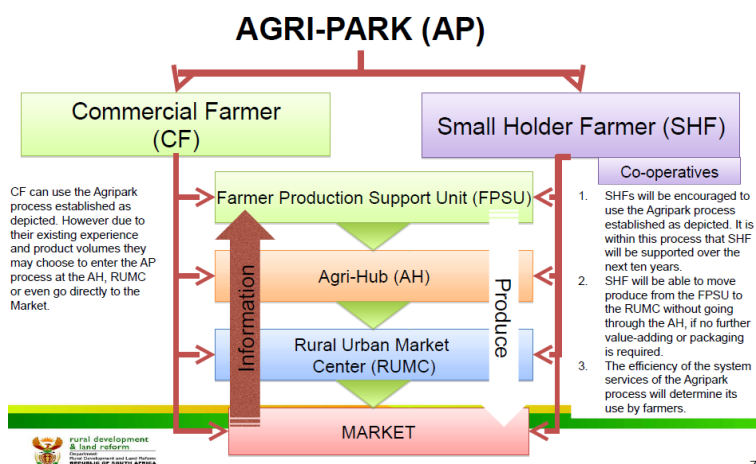 AGRI-PARK (AP)
Commercial Farmer
(CF)
Small Holder Farmer (SHF)
Co-operatives
CF can use the Agripark
process established as
depicted. However due to
their existing experience
and product volumes they
may choose to enter the AP
process at the AH, RUMC
or even go directly to the
Market.
Farmer Production Support Unit (FPSU)
Agri-Hub (AH)
Rural Urban Market
Center (RUMC)
MARKET
Information
Produce
1. SHFs will be encouraged to
use the Agripark process
established as depicted. It is
within this process that SHF
will be supported over the
next ten years.
2. SHF will be able to move
produce from the FPSU to
the RUMC without going
through the AH, if no further
value-adding or packaging
is required.
3. The efficiency of the system
services of the Agripark
process will determine its
use by farmers.
rural development
& land reform
Department:
Rural Development and Land Reform
REPUBLIC OF SOUTH AFRICA